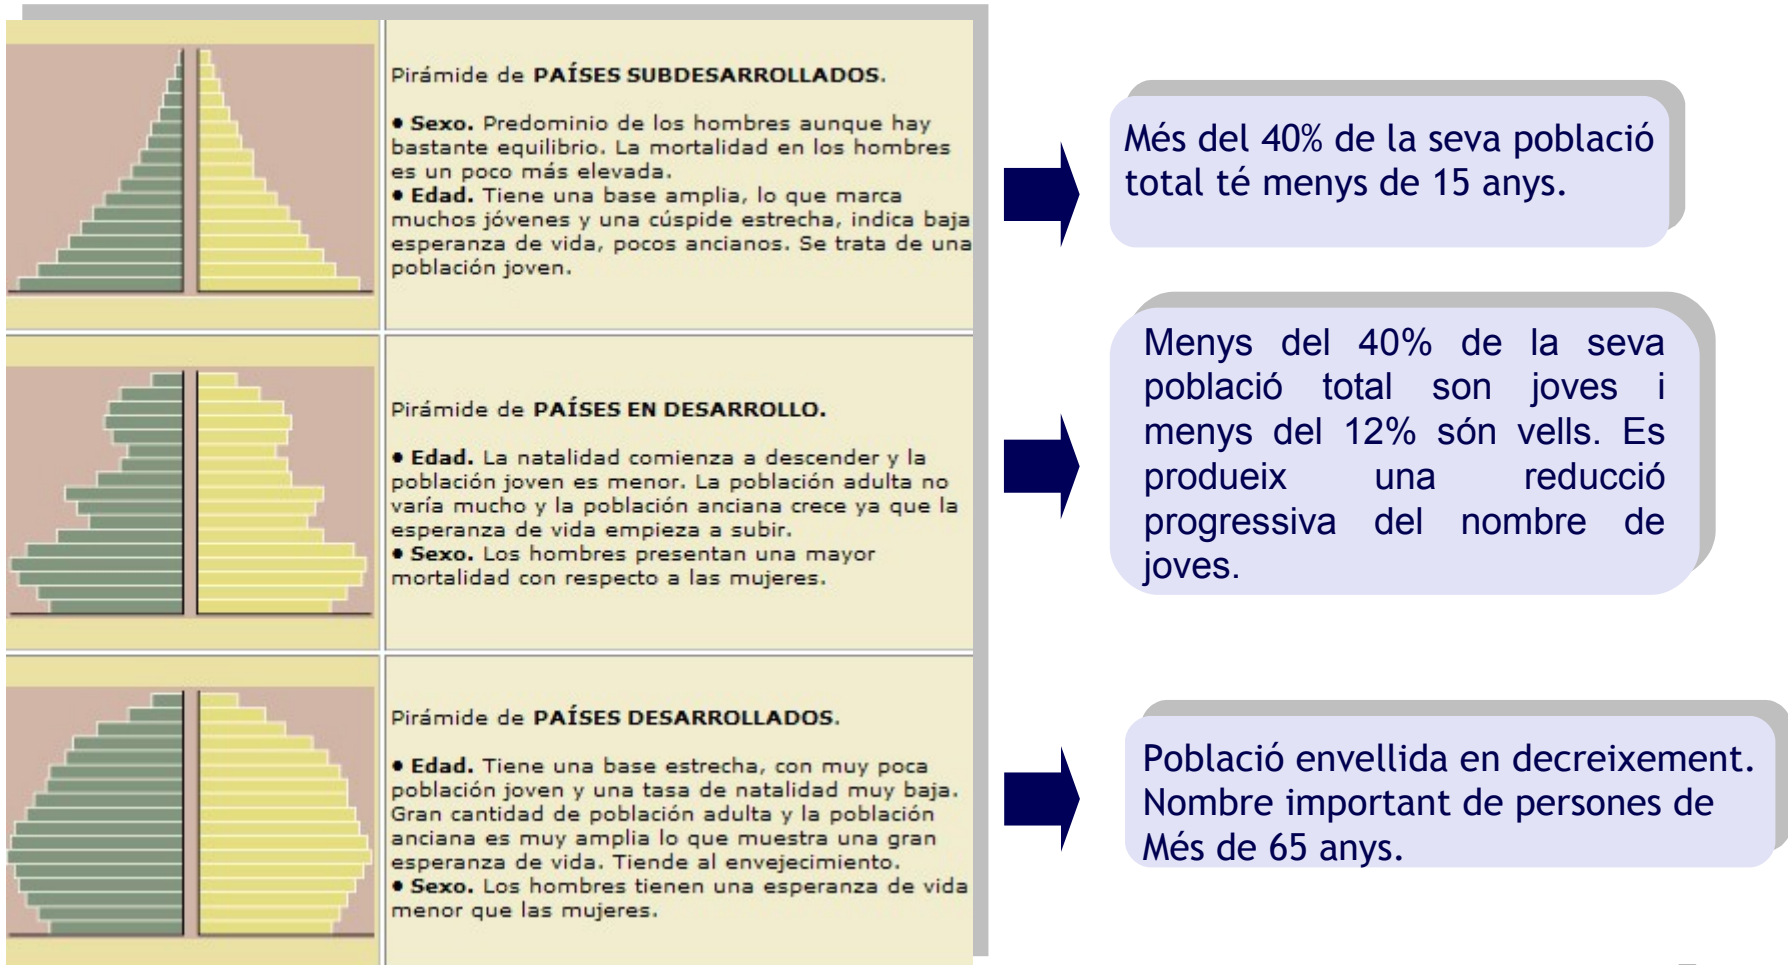 Pirámide de PAÍSES SUBDESARROLLADOS.
• Sexo. Predominio de los hombres aunque hay
bastante equilibrio. La mortalidad en los hombres
es un poco más elevada.
• Edad. Tiene una base amplia, lo que marca
muchos jóvenes y una cúspide estrecha, indica baja
esperanza de vida, pocos ancianos. Se trata de una
población joven.
Més del 40% de la seva població
total té menys de 15 anys.
Pirámide de PAÍSES EN DESARROLLO.
• Edad. La natalidad comienza a descender y la
población joven es menor. La población adulta no
varía mucho y la población anciana crece ya que la
esperanza de vida empieza a subir.
• Sexo. Los hombres presentan una mayor
mortalidad con respecto a las mujeres.
Menys del 40% de la seva
població total son joves i
menys del 12% són vells. Es
produeix una reducció
progressiva del nombre de
joves.
Pirámide de PAÍSES DESARROLLADOS.
• Edad. Tiene una base estrecha, con muy poca
población joven y una tasa de natalidad muy baja.
Gran cantidad de población adulta y la población
anciana es muy amplia lo que muestra una gran
esperanza de vida. Tiende al envejecimiento.
• Sexo. Los hombres tienen una esperanza de vida
menor que las mujeres.
Població envellida en decreixement.
Nombre important de persones de
Més de 65 anys.